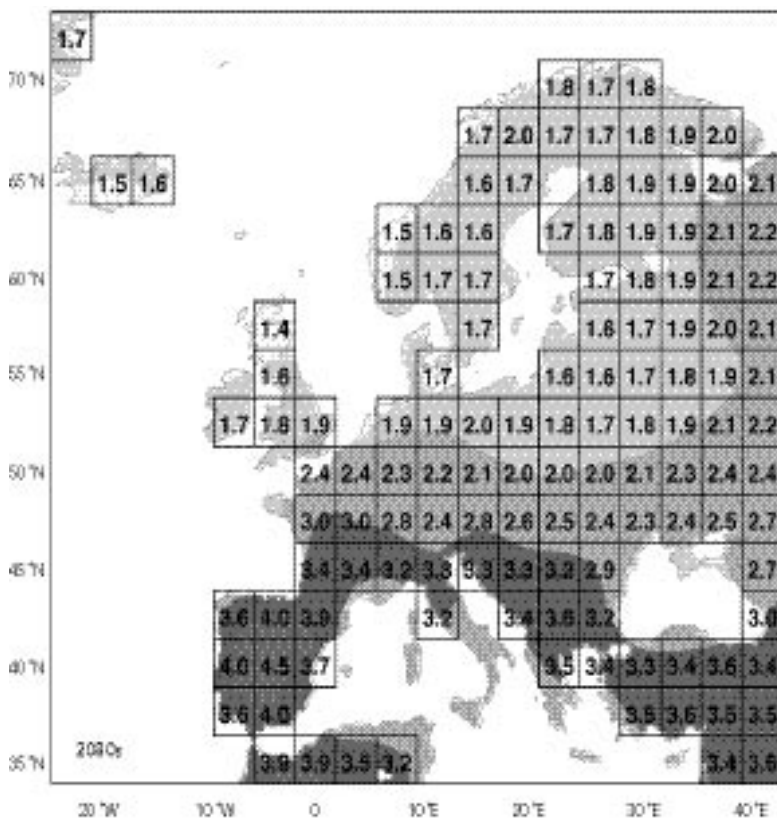 1.7
70 °N 1.8 1.7 1.8
1.7 2.0 1.7 1.7 1.8 1.9 2.0
65 °N 1.5 1.6 1.6 1.7 1.8 1.9 1.9 2.0 2.1
1.5 1.6 1.6 1.7 1.8 1.9 1.9 2.1 2.2
60 °N 1.5 1.7 1.7 1.7 1.8 1.9 2.1 2.2
1.4 1.7 1.6 1.7 1.9 2.0 2.1
55 °N 1.6 1.7 1.6 1.6 1.7 1.8 1.9 2.1
1.7 1.8 1.9 1.9 1.9 2.0 1.9 1.8 1.7 1.8 1.9 2.1 2.2
50 °N 2.4 2.4 2.3 2.2 2.1 2.0 2.0 2.0 2.1 2.3 2.4 2.4
3.0 3.0 2.8 2.4 2.8 2.6 2.5 2.4 2.3 2.4 2.5 2.7
45 °N 3.4 3.4 3.2 3.3 3.3 3.2 2.9 2.7
3.6 4.0 3.9 3.2 3.4 3.6 3.2
40 °N 4.0 4.5 3.7 3.5 3.4 3.3 3.4 3.6 3.4
3.6 4.0 3.5 3.6 3.5 3.5
35 °N 2080s 3.9 3.5 3.2 3.4 3.6
20 °W 10 °W 0 10 °E 20 °E 30 °E 40 °E